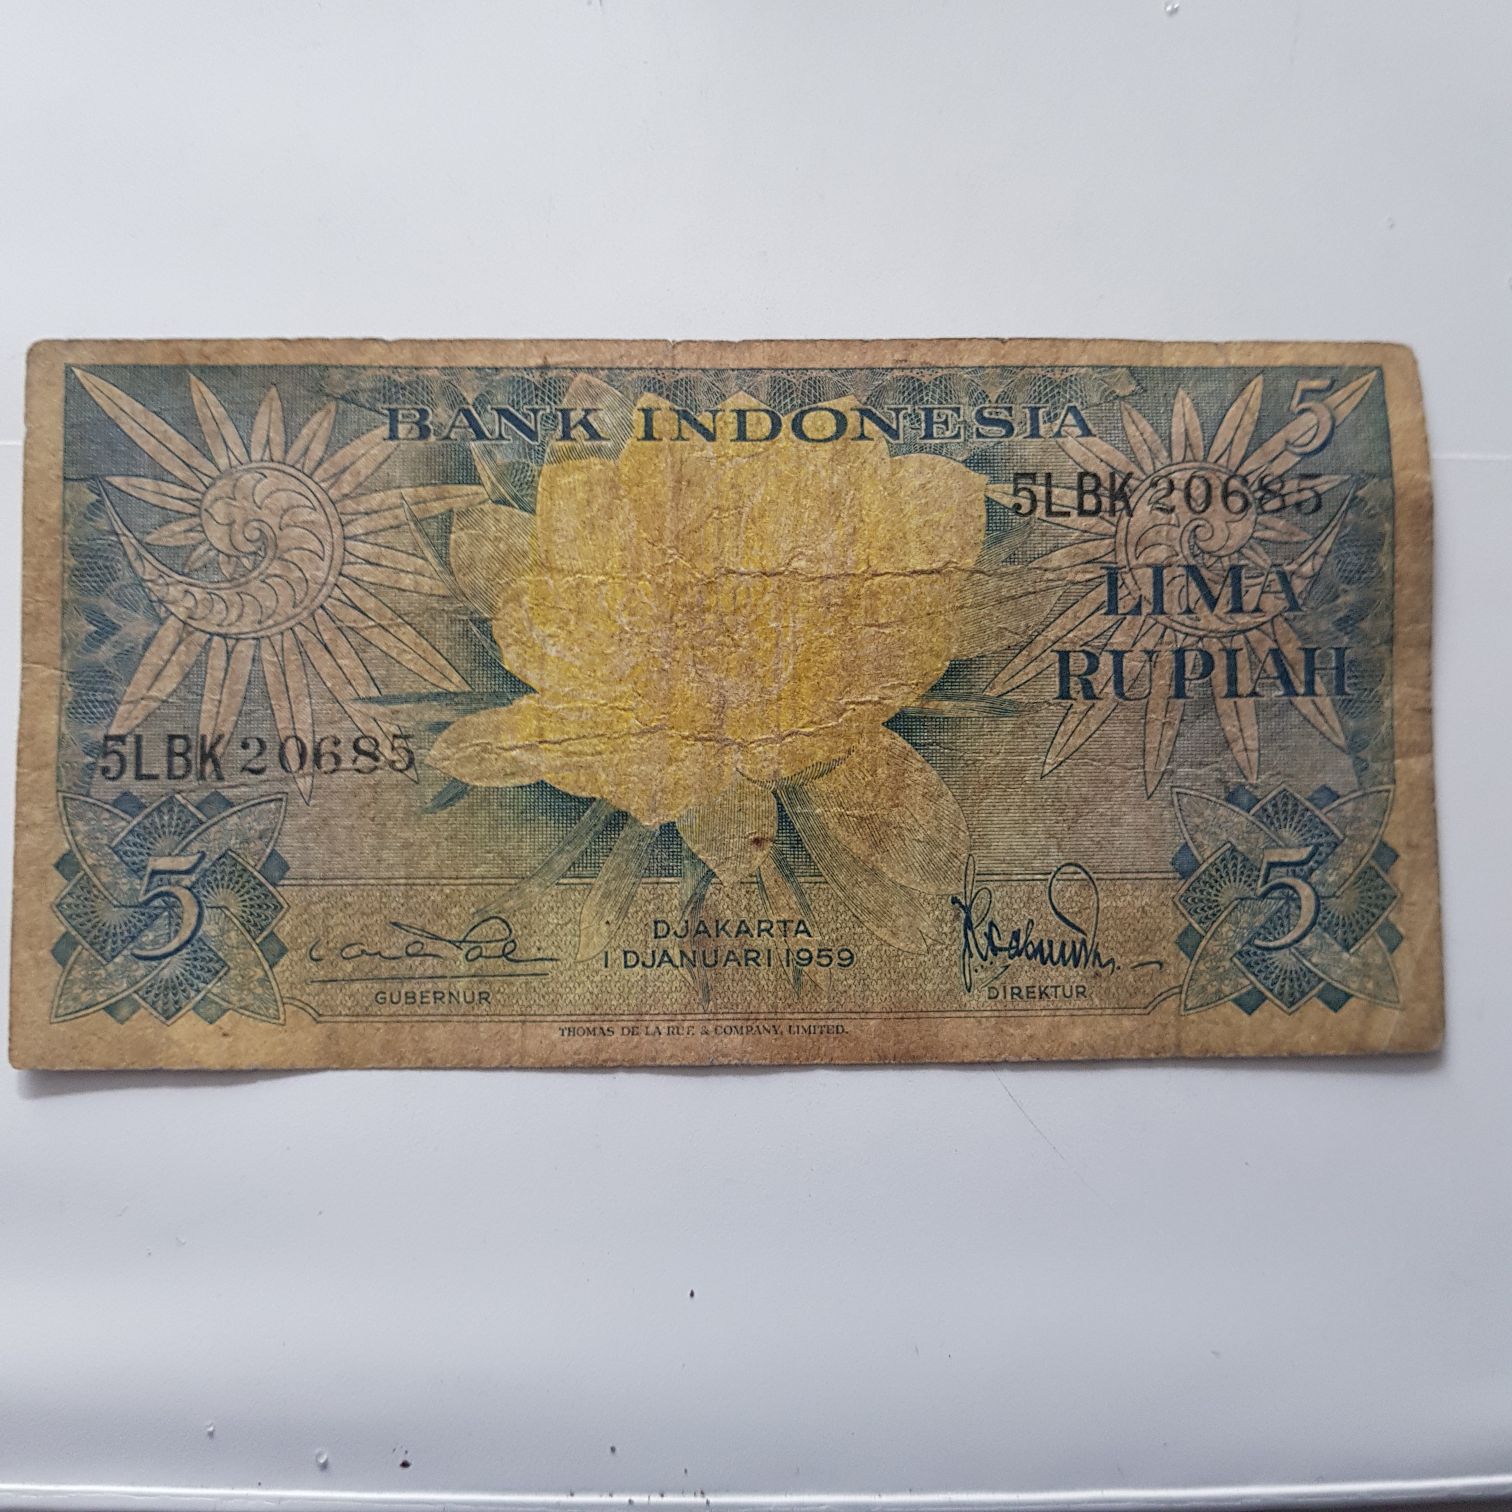 BANK INDONESIA
5
5LBK 20685
LIMA
RUPIAH
5LBK 20685
5
5
DJAKARTA
1 DJANUARI 1959
GUBERNUR
DIREKTUR
THOMAS DE LA RUE & COMPANY, LIMITED.